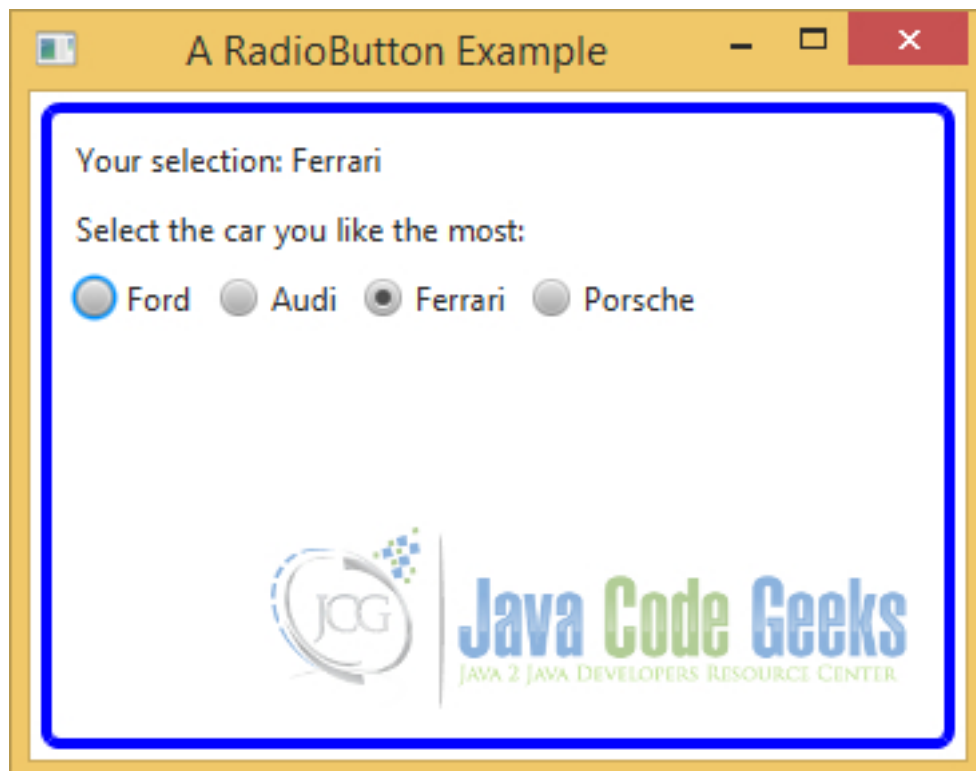 A RadioButton Example
Your selection: Ferrari
Select the car you like the most:
Ford Audi Ferrari Porsche
JCG
Java Code Geeks
JAVA 2 JAVA DEVELOPERS RESOURCE CENTER